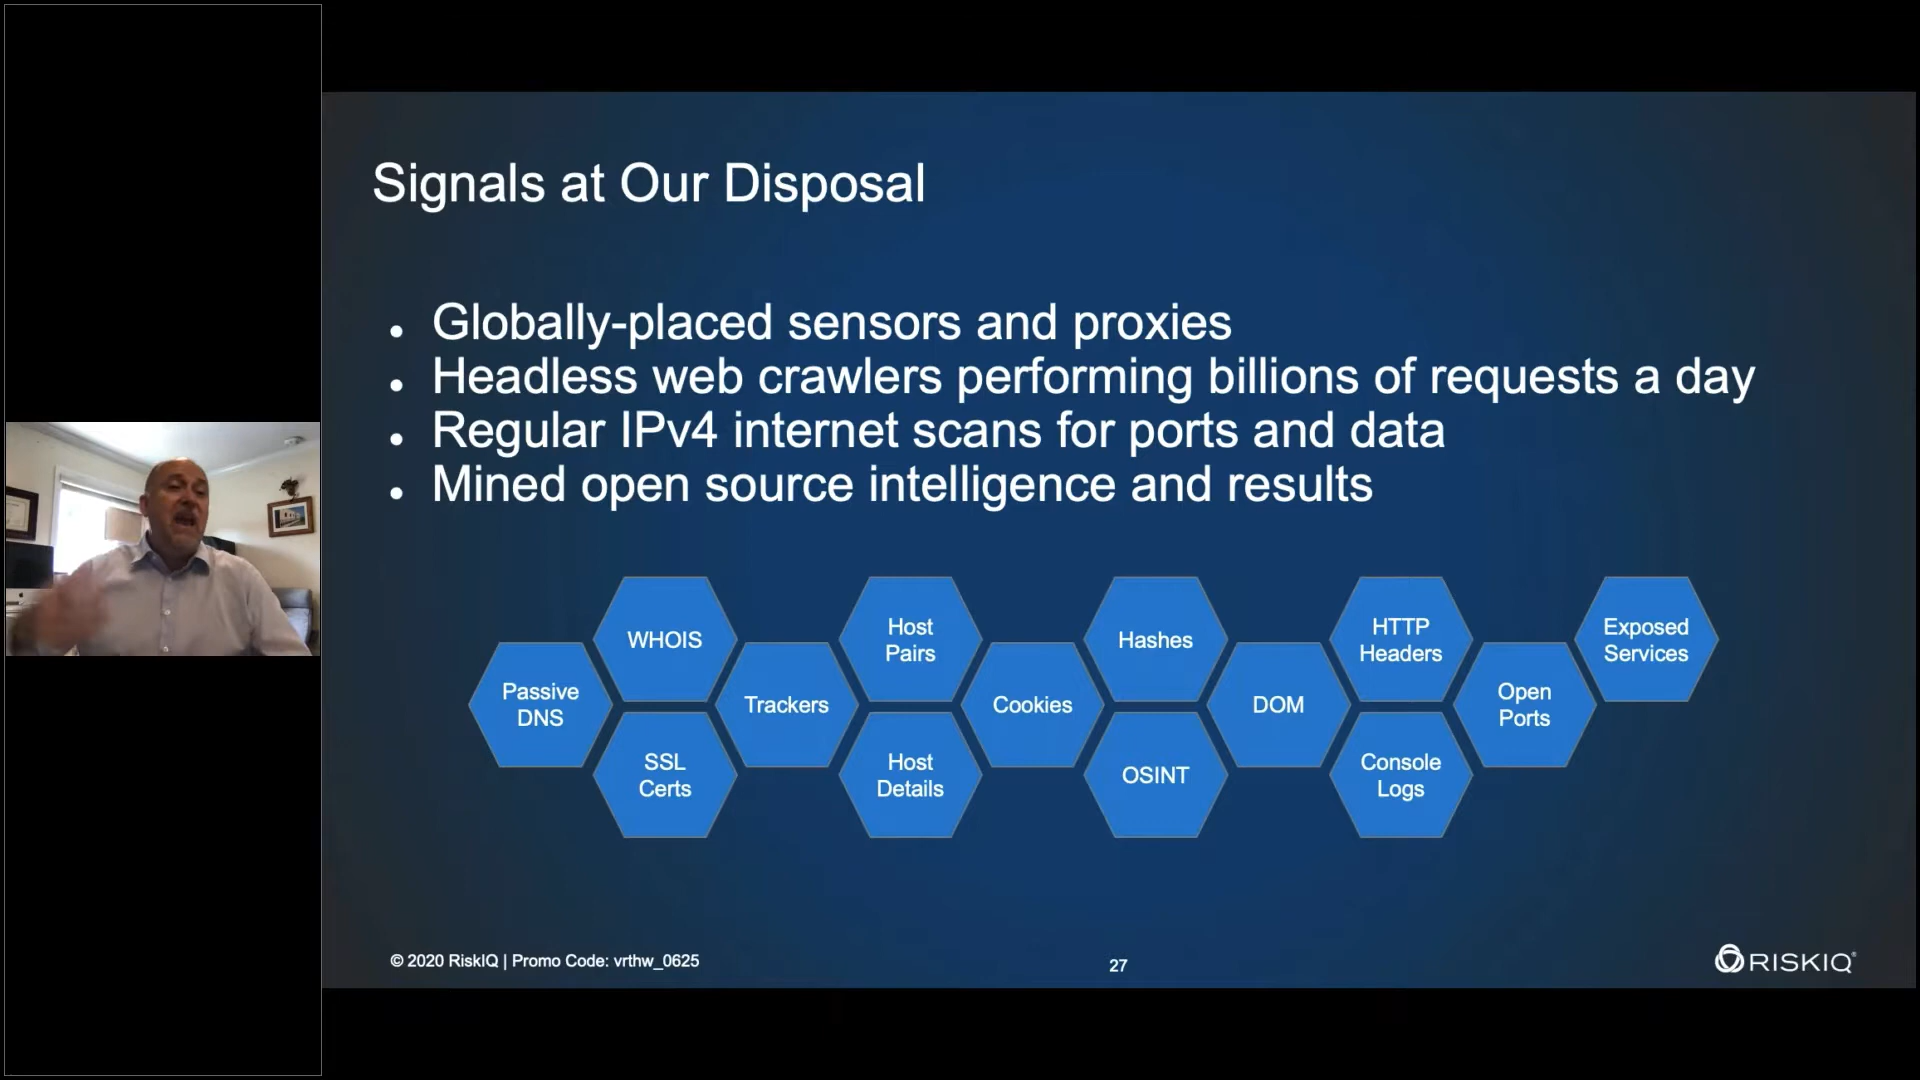 Signals at Our Disposal
Globally-placed sensors and proxies
Headless web crawlers performing billions of requests a day
Regular IPv4 internet scans for ports and data
Mined open source intelligence and results
Passive
DNS
WHOIS
SSL
Certs
Trackers
Host
Pairs
Host
Details
Cookies
Hashes
OSINT
DOM
HTTP
Headers
Console
Logs
Open
Ports
Exposed
Services
© 2020 RiskIQ | Promo Code: vrthw_0625
27
RISKIQ®